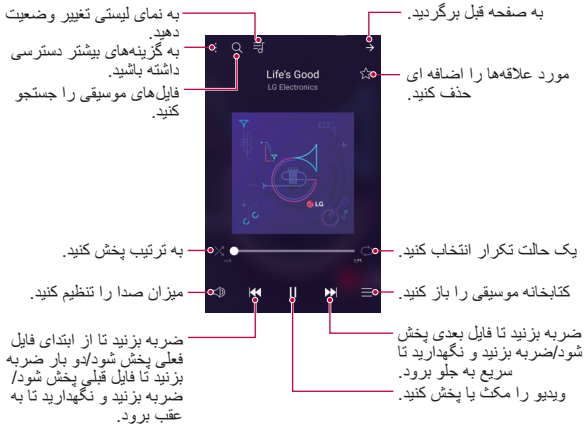 به نمای لیستی تغییر وضعیت
دهید.
به گزینه‌های بیشتر دسترسی
داشته باشید.
فایل‌های موسیقی را جستجو
کنید.
به صفحه قبل برگردید.
مورد علاقه‌ها را اضافه ای
حذف کنید.
Life's Good
LG Electronics
LG
به ترتیب پخش کنید.
یک حالت تکرار انتخاب کنید.
۰:۰۱
۱:۳۹
میزان صدا را تنظیم کنید.
کتابخانه موسیقی را باز کنید.
ضربه بزنید تا از ابتدای فایل
فعلی پخش شود/دو بار ضربه
بزنید تا فایل قبلی پخش شود/
ضربه بزنید و نگهدارید تا به
عقب برود.
ضربه بزنید تا فایل بعدی پخش
شود/ضربه بزنید و نگهدارید تا
سریع به جلو برود.
ویدیو را مکث یا پخش کنید.